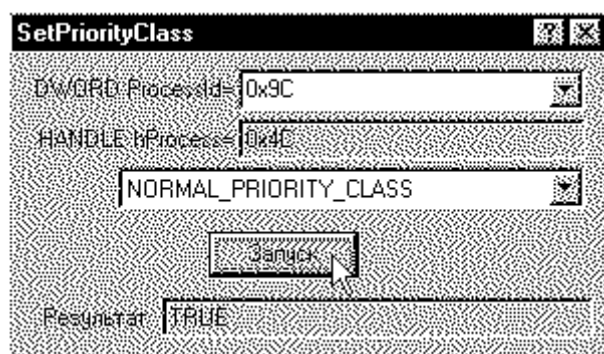 SetPriorityClass
DWORD ProcessId= 0x9C
HANDLE hProcess= 0x4C
NORMAL_PRIORITY_CLASS
Запуск
Результат TRUE